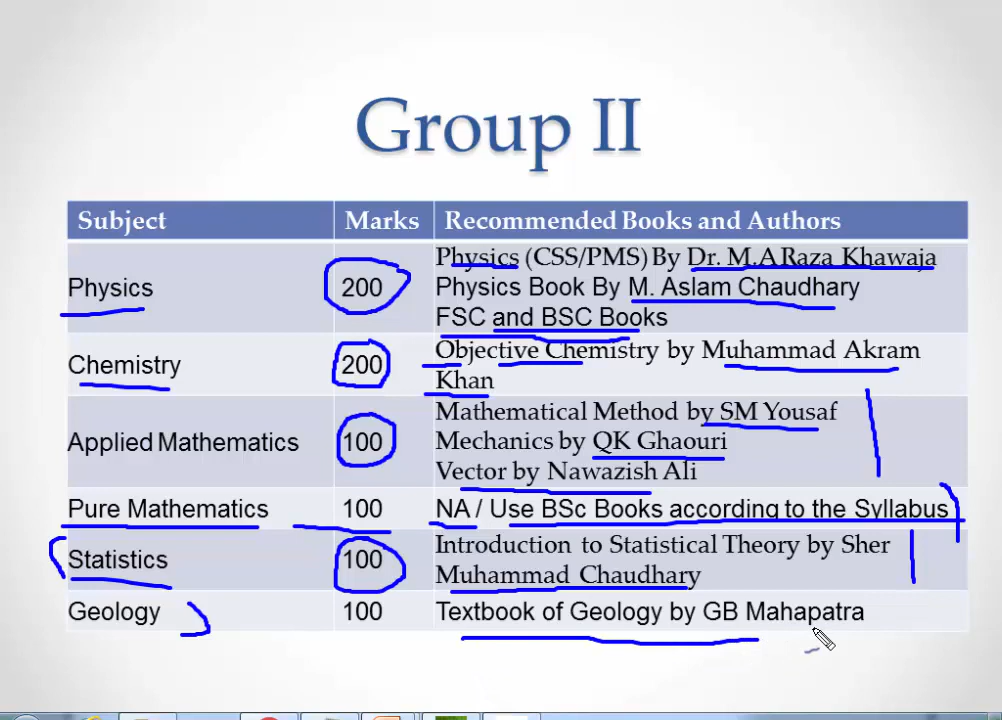 Group II
Subject Marks Recommended Books and Authors
Physics 200 Physics (CSS/PMS) By Dr. M.A Raza Khawaja
Physics Book By M. Aslam Chaudhary
FSC and BSC Books
Chemistry 200 Objective Chemistry by Muhammad Akram
Khan
Applied Mathematics 100 Mathematical Method by SM Yousaf
Mechanics by QK Ghaouri
Vector by Nawazish Ali
Pure Mathematics 100 NA / Use BSc Books according to the Syllabus
Statistics 100 Introduction to Statistical Theory by Sher
Muhammad Chaudhary
Geology 100 Textbook of Geology by GB Mahapatra